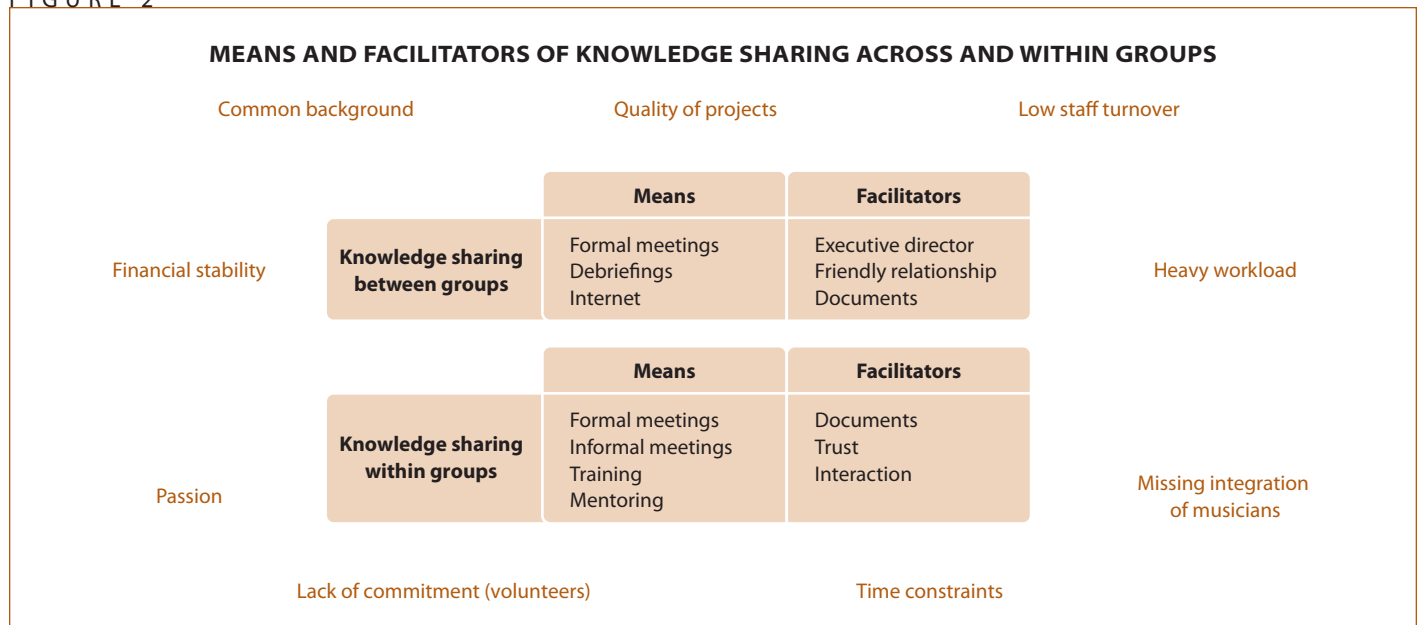 FIGURE 2
MEANS AND FACILITATORS OF KNOWLEDGE SHARING ACROSS AND WITHIN GROUPS
Common background
Quality of projects
Low staff turnover
Means
Facilitators
Financial stability
Knowledge sharing
between groups
Formal meetings
Debriefings
Internet
Executive director
Friendly relationship
Documents
Heavy workload
Means
Facilitators
Passion
Knowledge sharing
within groups
Formal meetings
Informal meetings
Training
Mentoring
Documents
Trust
Interaction
Missing integration
of musicians
Lack of commitment (volunteers)
Time constraints